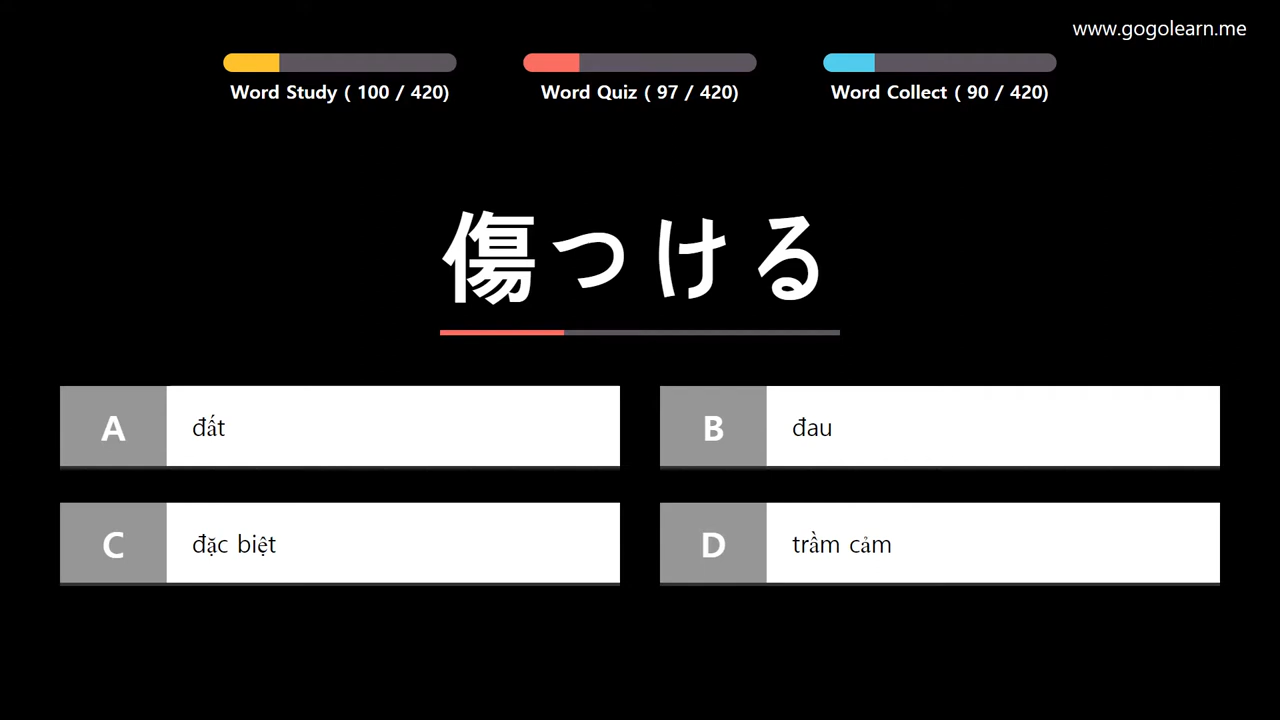 www.gogolearn.me
Word Study ( 100 / 420)
Word Quiz ( 97 / 420)
Word Collect ( 90 / 420)
傷つける
A đất
B đau
C đặc biệt
D trầm cảm